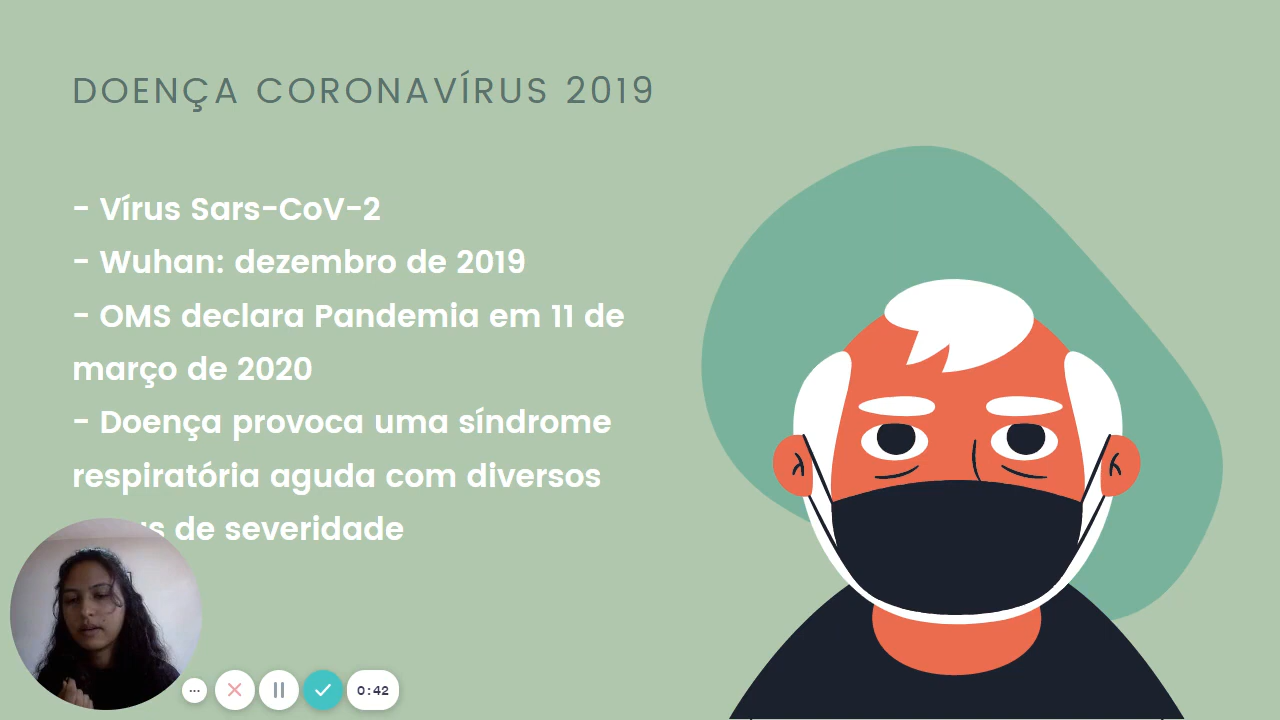 DOENÇA CORONAVÍRUS 2019
- Vírus Sars-CoV-2
- Wuhan: dezembro de 2019
- OMS declara Pandemia em 11 de
março de 2020
- Doença provoca uma síndrome
respiratória aguda com diversos
de severidade
0:42